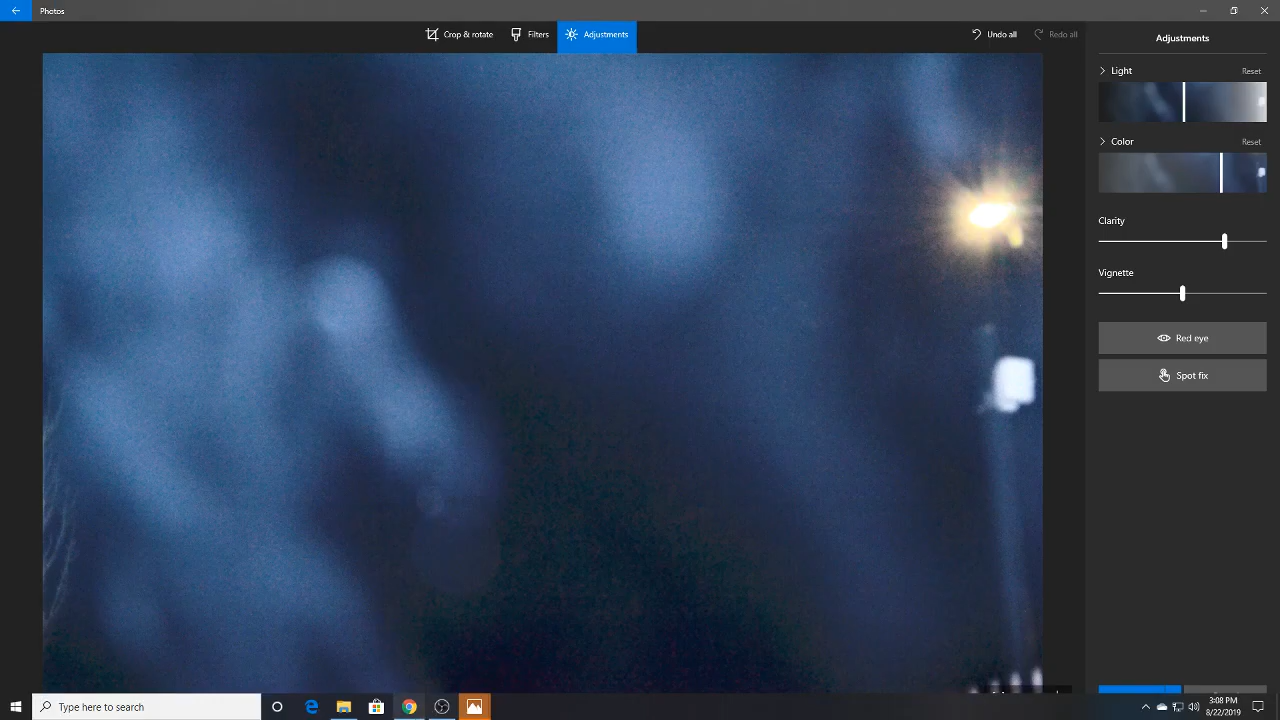 Photos
Crop & rotate
Filters
Adjustments
Undo all
Redo all
Adjustments
Light
Reset
Color
Reset
Clarity
Vignette
Red eye
Spot fix
Type here to search
3:08 PM
8/22/2019